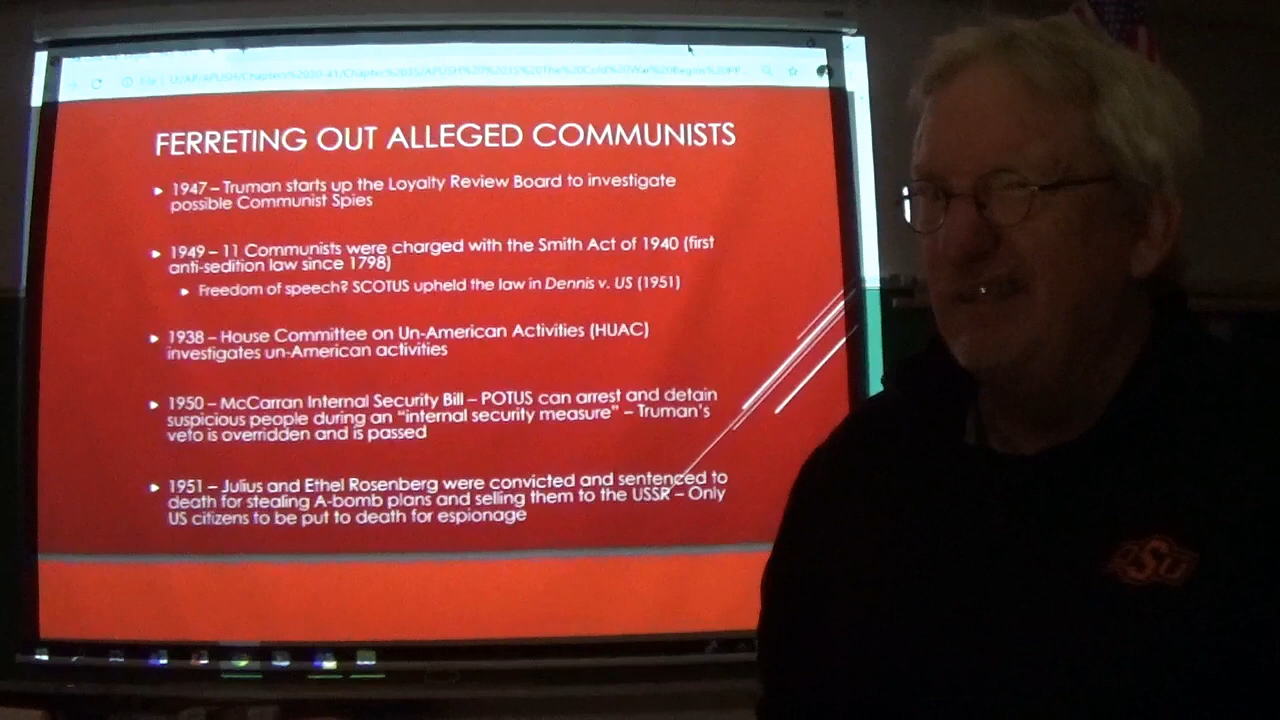 FERRETING OUT ALLEGED COMMUNISTS
1947 – Truman starts up the Loyalty Review Board to investigate
possible Communist Spies
1949 – 11 Communists were charged with the Smith Act of 1940 (first
anti-sedition law since 1798)
Freedom of speech? SCOTUS upheld the law in Dennis v. US (1951)
1938 – House Committee on Un-American Activities (HUAC)
investigates un-American activities
1950 – McCarran Internal Security Bill – POTUS can arrest and detain
suspicious people during an “internal security measure” – Truman’s
veto is overridden and is passed
1951 – Julius and Ethel Rosenberg were convicted and sentenced to
death for stealing A-bomb plans and selling them to the USSR – Only
US citizens to be put to death for espionage
OSU